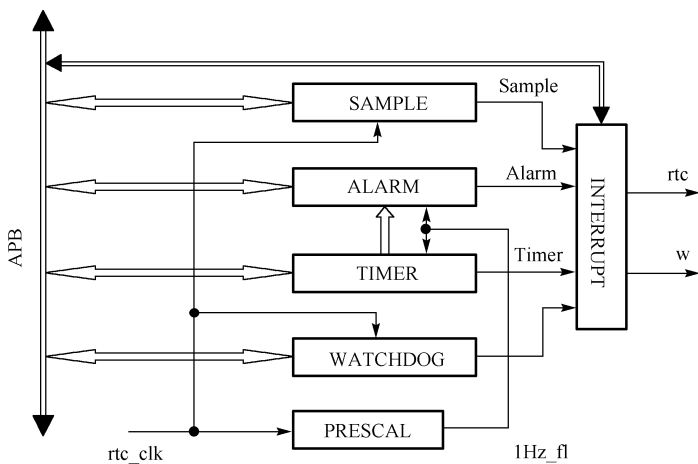 Sample
SAMPLE
Alarm
ALARM
rtc
INTERRUPT
APB
Timer
TIMER
w
WATCHDOG
PRESCAL
rtc_clk
1Hz_fl